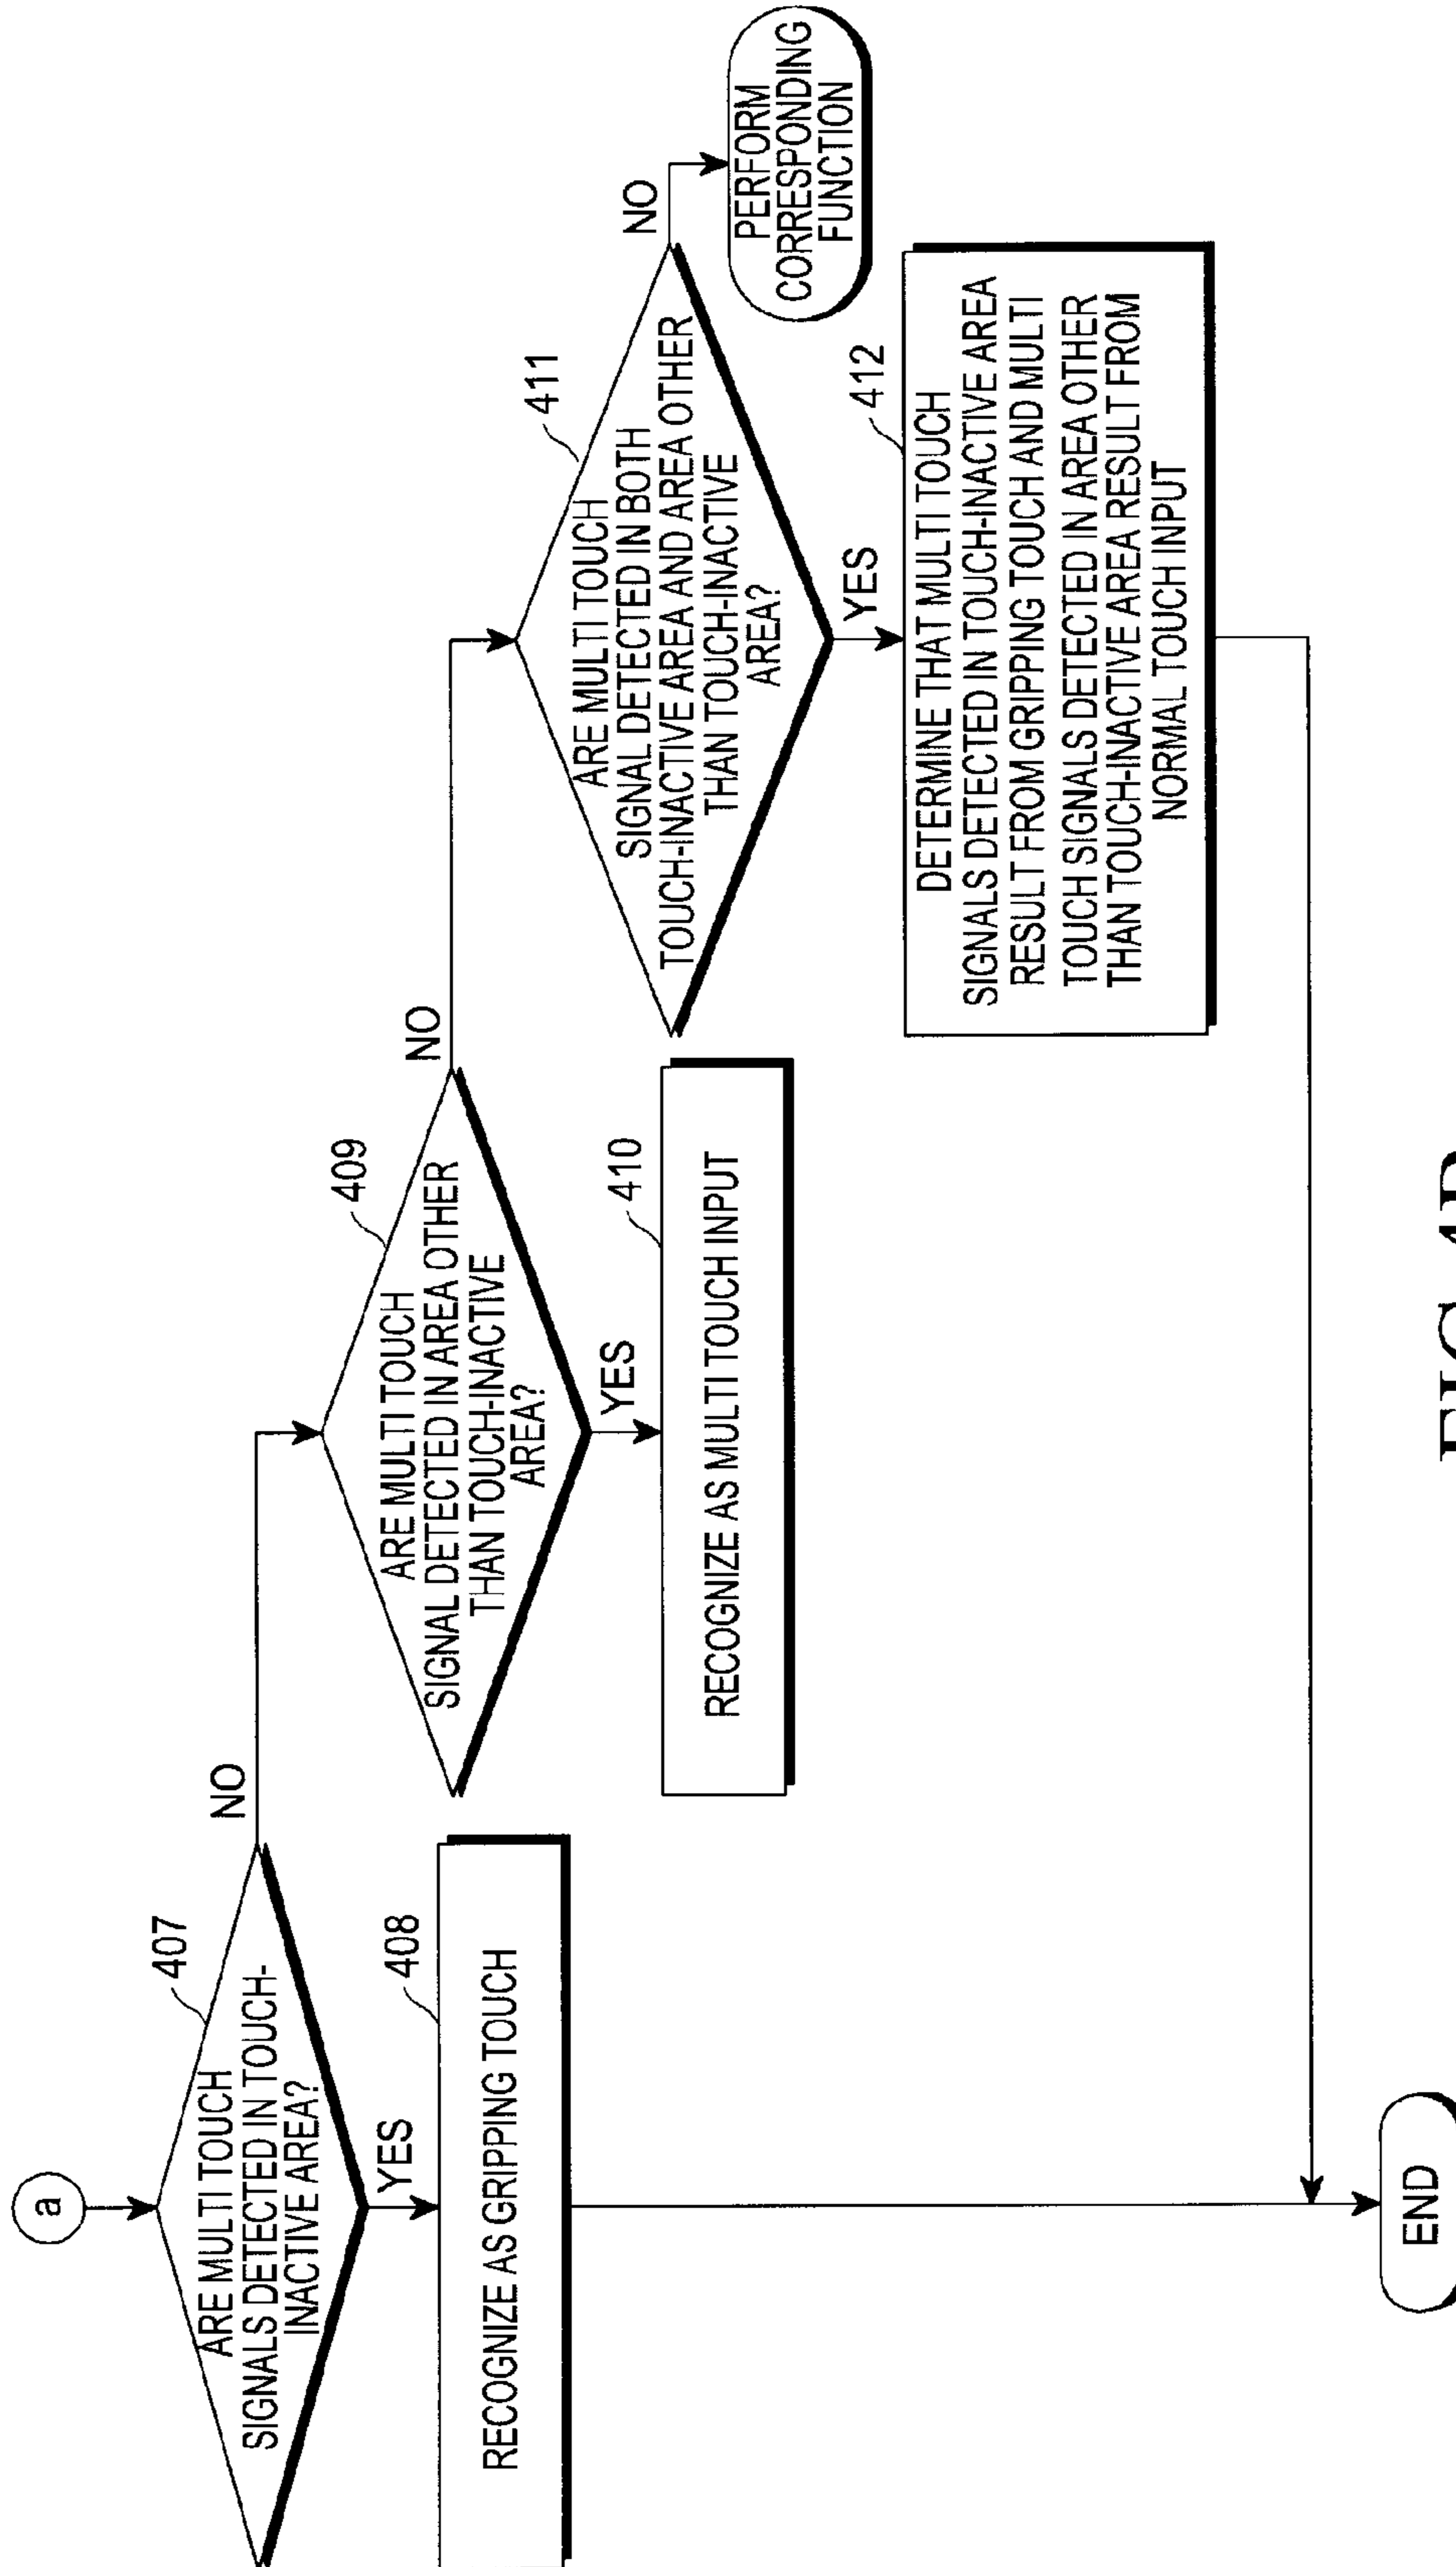 a
407
ARE MULTI TOUCH
SIGNALS DETECTED IN TOUCH-
INACTIVE AREA?
NO
YES
408
RECOGNIZE AS GRIPPING TOUCH
409
ARE MULTI TOUCH
SIGNAL DETECTED IN AREA OTHER
THAN TOUCH-INACTIVE
AREA?
NO
YES
410
RECOGNIZE AS MULTI TOUCH INPUT
411
ARE MULTI TOUCH
SIGNAL DETECTED IN BOTH
TOUCH-INACTIVE AREA AND AREA OTHER
THAN TOUCH-INACTIVE
AREA?
NO
PERFORM
CORRESPONDING
FUNCTION
YES
412
DETERMINE THAT MULTI TOUCH
SIGNALS DETECTED IN TOUCH-INACTIVE AREA
RESULT FROM GRIPPING TOUCH AND MULTI
TOUCH SIGNALS DETECTED IN AREA OTHER
THAN TOUCH-INACTIVE AREA RESULT FROM
NORMAL TOUCH INPUT
END